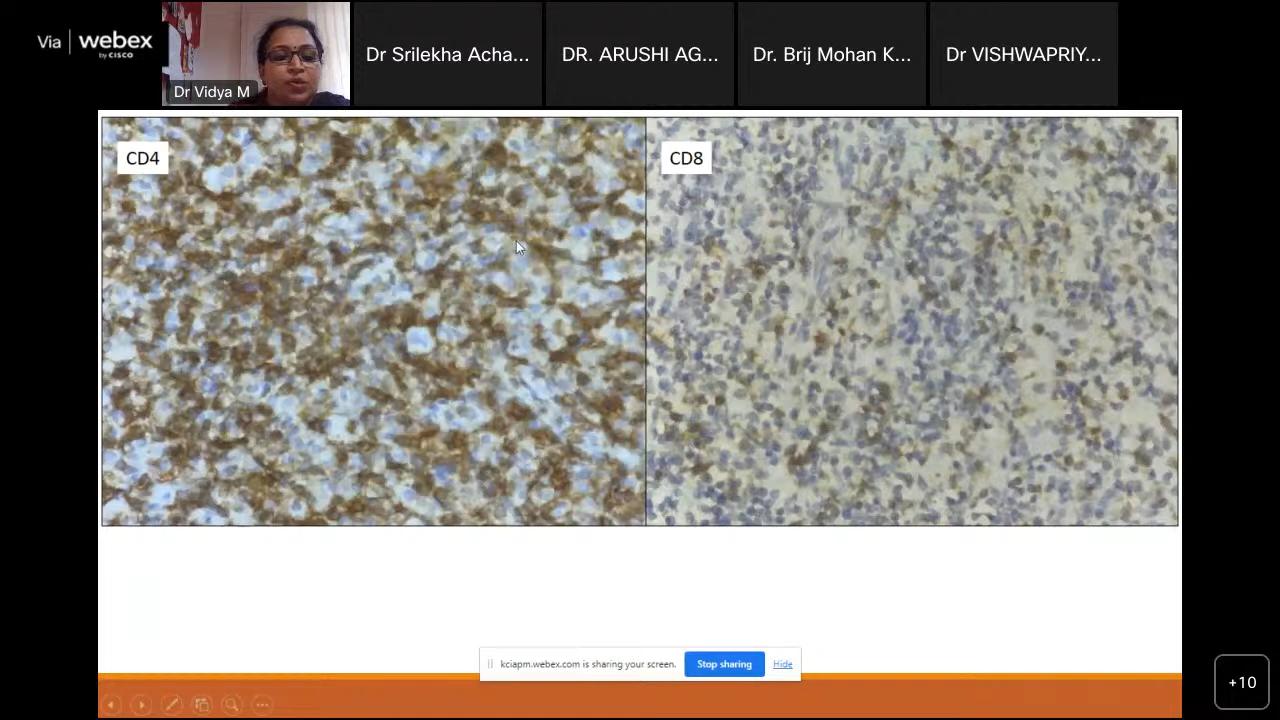 Via | webex
by CISCO
Dr Vidya M
Dr Srilekha Acha...
DR. ARUSHI AG...
Dr. Brij Mohan K...
Dr VISHWAPRIY...
CD4
CD8
kciapm.webex.com is sharing your screen.
Stop sharing
Hide
+10